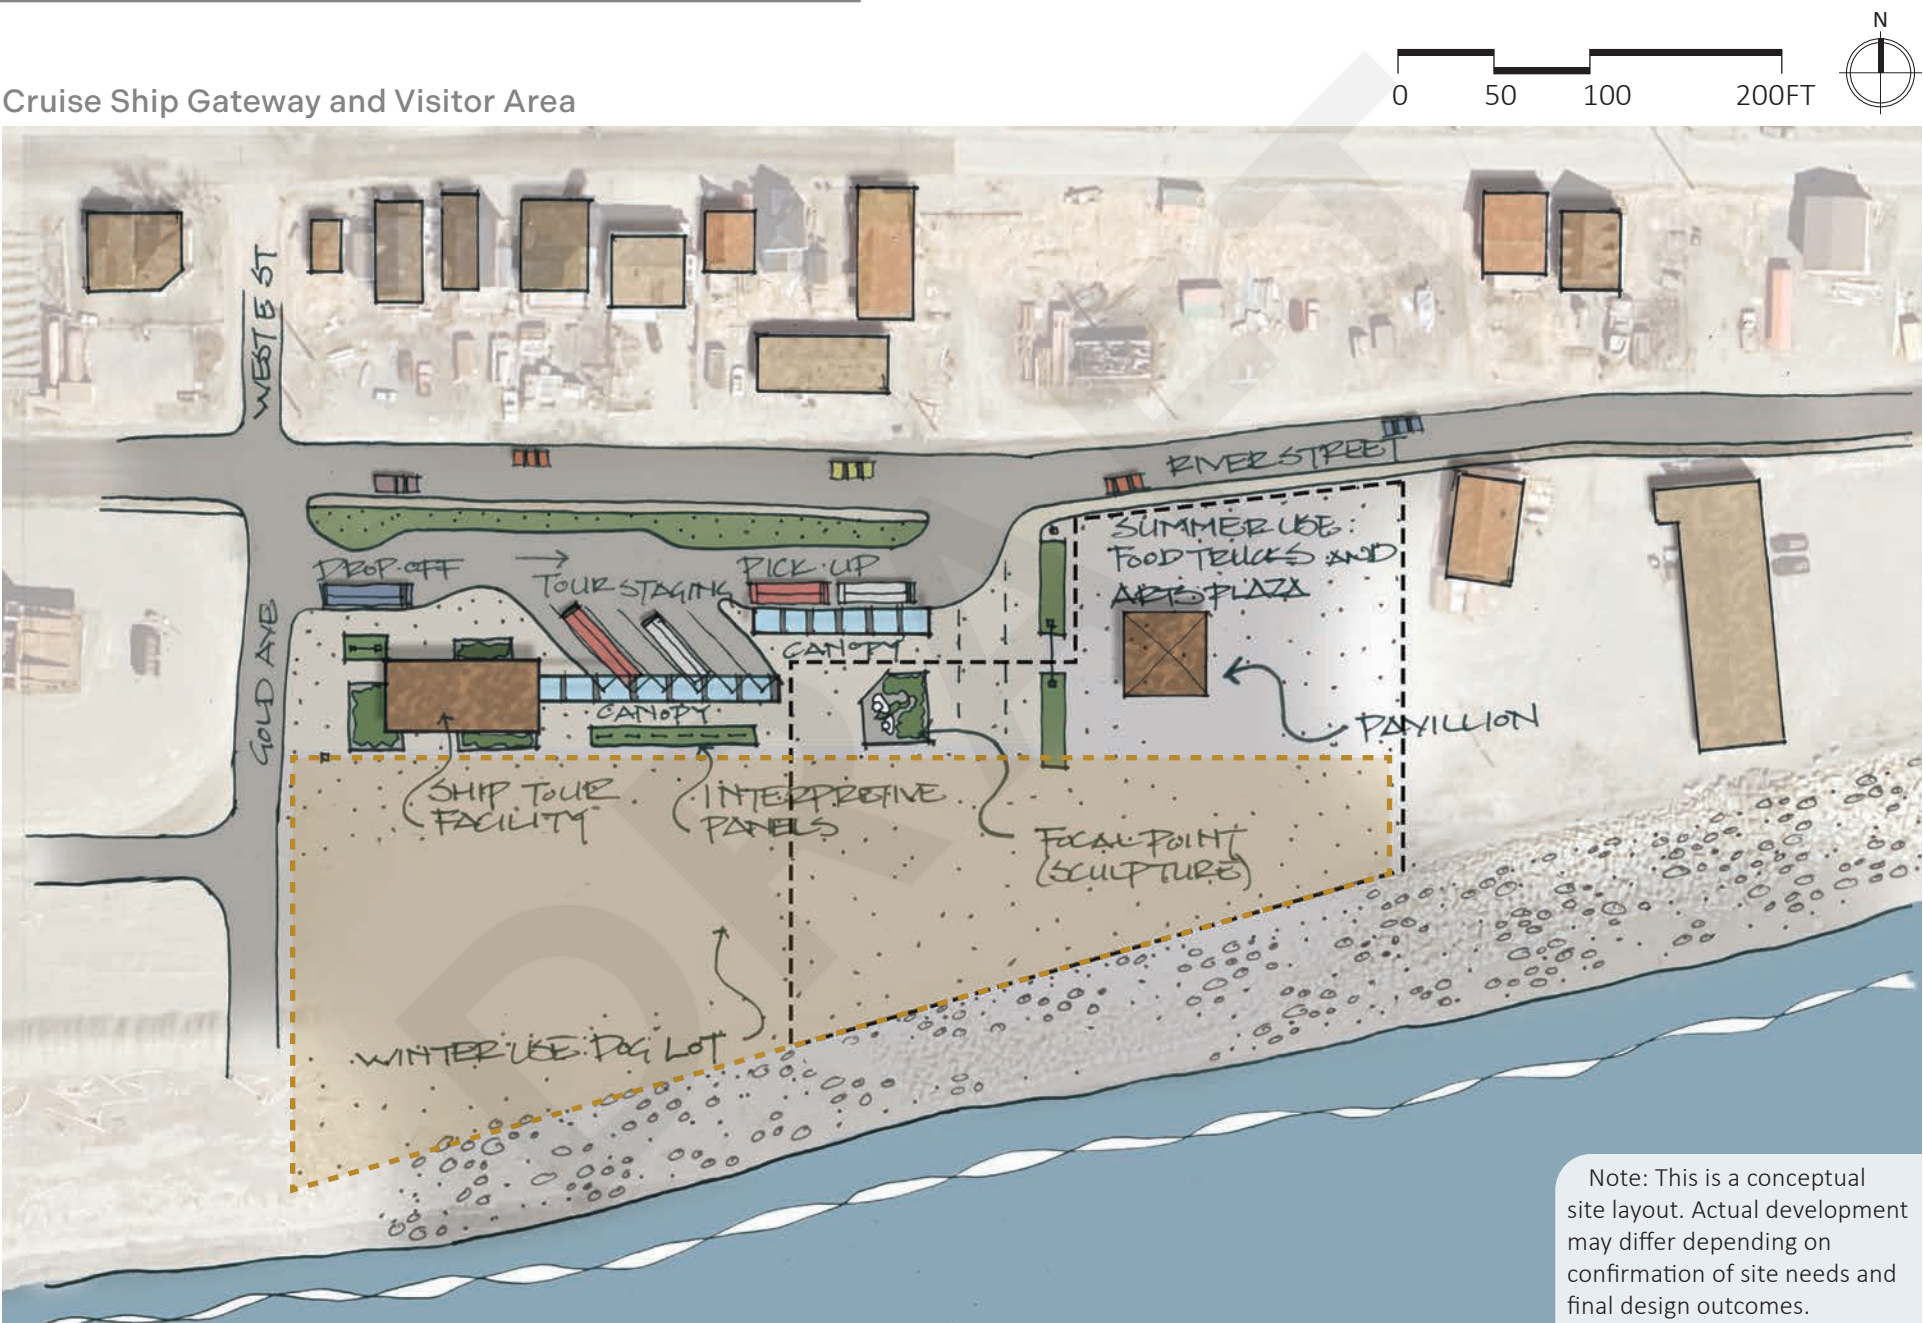 N
0 50 100 200FT
Cruise Ship Gateway and Visitor Area
WEST ST
RIVER STREET
SUMMER USE:
FOOD TRUCKS AND
ARTS PLAZA
DROP-OFF
TOUR STAGING
PICK-UP
CANOPY
CANOPY
GOLD AVE
PAVILLION
SHIP TOUR
FACILITY
INTERPRETIVE
PANELS
FOCAL POINT
(SCULPTURE)
WINTER USE: DOG LOT
DRAFT
Note: This is a conceptual
site layout. Actual development
may differ depending on
confirmation of site needs and
final design outcomes.